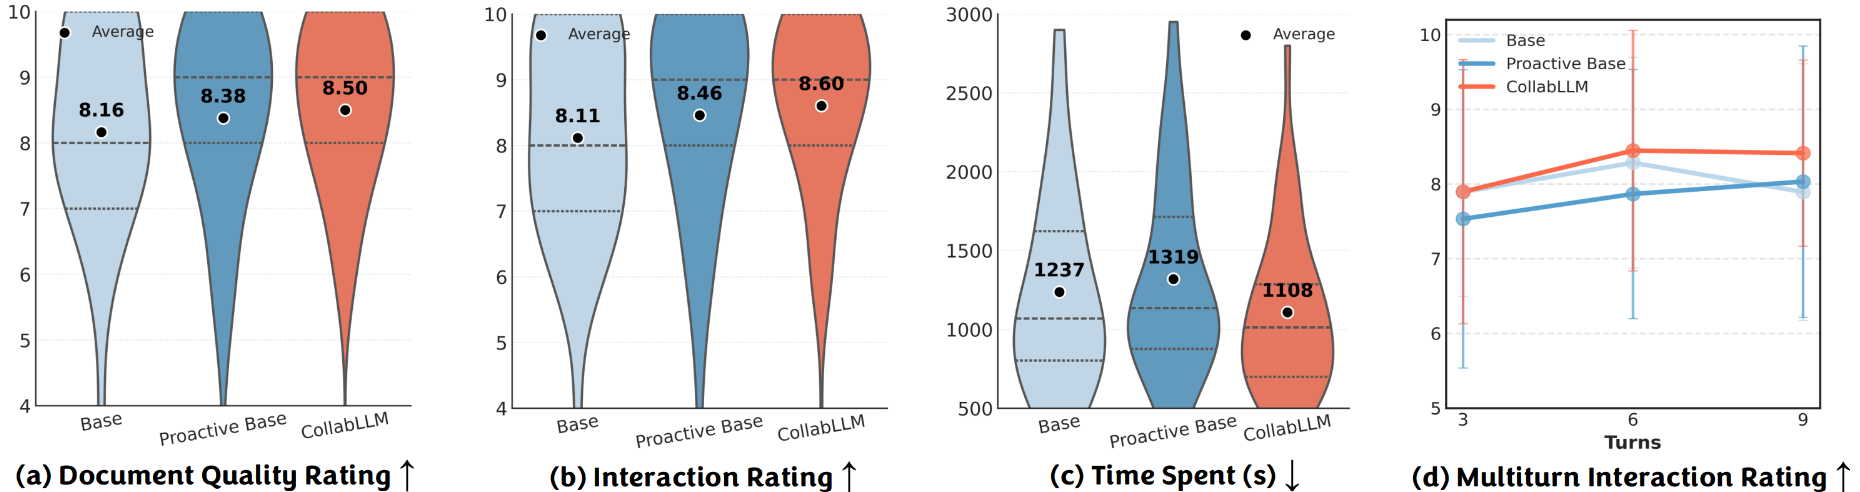 10
9
8
7
6
5
4
Average
8.16
8.38
8.50
Base
Proactive Base
CollabLLM
(a) Document Quality Rating ↑
10
9
8
7
6
5
4
Average
8.11
8.46
8.60
Base
Proactive Base
CollabLLM
(b) Interaction Rating ↑
3000
2500
2000
1500
1000
500
Average
1237
1319
1108
Base
Proactive Base
CollabLLM
(c) Time Spent (s) ↓
10
9
8
7
6
5
Base
Proactive Base
CollabLLM
3
6
9
Turns
(d) Multiturn Interaction Rating ↑